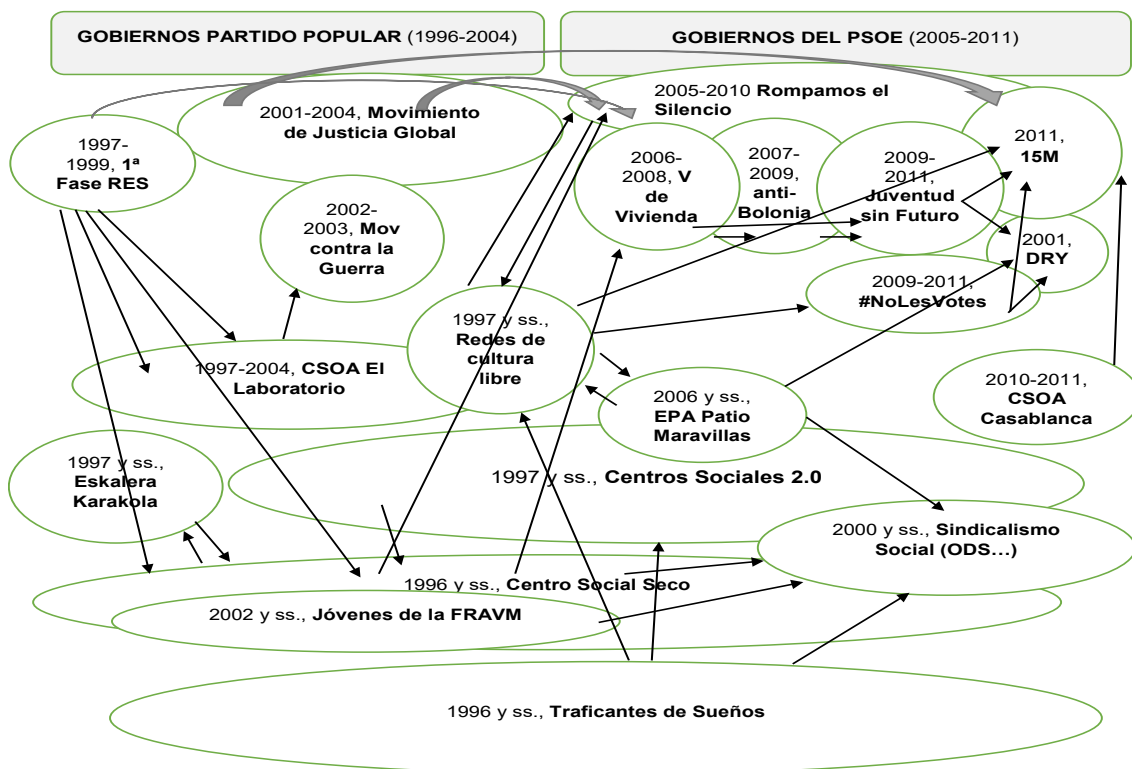 GOBIERNOS PARTIDO POPULAR (1996-2004)
GOBIERNOS DEL PSOE (2005-2011)
2001-2004, Movimiento
de Justicia Global
2005-2010 Rompamos el
Silencio
1997-
1999, 1ª
Fase RES
2011,
15M
2006-
2008, V
de
Vivienda
2007-
2009,
anti-
Bolonia
2009-
2011,
Juventud
sin Futuro
2002-
2003, Mov
contra la
Guerra
2001,
DRY
2009-2011,
#NoLesVotes
1997 y ss.,
Redes de
cultura
libre
1997-2004, CSOA El
Laboratorio
2006 y ss.,
EPA Patio
Maravillas
2010-2011,
CSOA
Casablanca
1997 y ss.,
Eskalera
Karakola
1997 y ss., Centros Sociales 2.0
2000 y ss., Sindicalismo
Social (ODS...)
1996 y ss., Centro Social Seco
2002 y ss., Jóvenes de la FRAVM
1996 y ss., Traficantes de Sueños